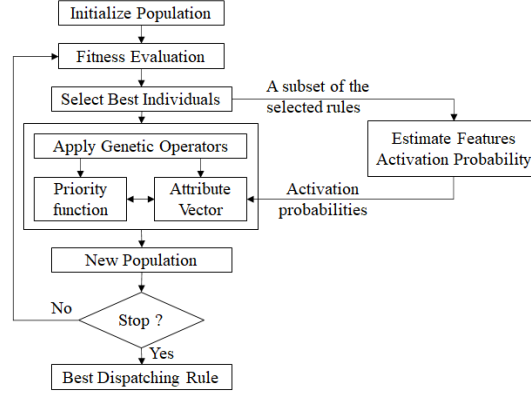 Initialize Population
Fitness Evaluation
Select Best Individuals
A subset of the
selected rules
Estimate Features
Activation Probability
Apply Genetic Operators
Priority
function
Attribute
Vector
Activation
probabilities
New Population
No
Stop ?
Yes
Best Dispatching Rule